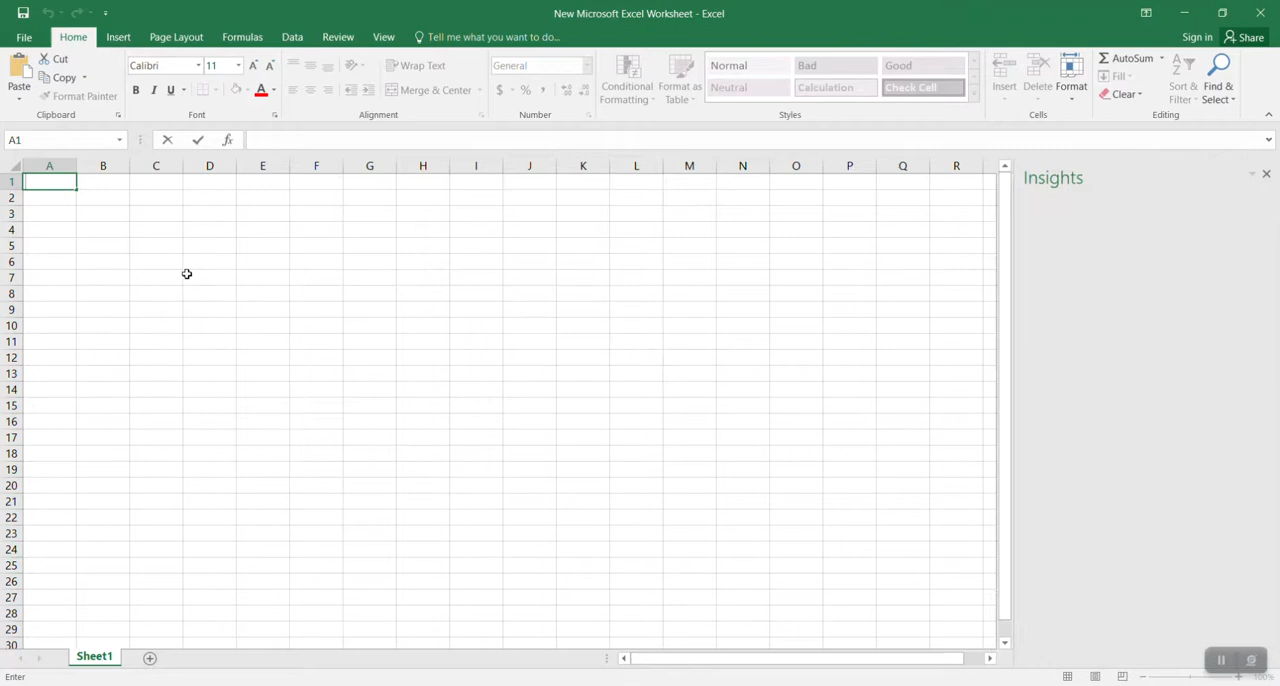 New Microsoft Excel Worksheet - Excel
File Home Insert Page Layout Formulas Data Review View Tell me what you want to do... Sign in Share
Paste Cut Calibri 11 Wrap Text General Normal Bad Good AutoSum
Copy Conditional Formatting Format as Table Insert Delete Format Fill Sort & Filter Find & Select
Format Painter B I U A Merge & Center $ % , Neutral Calculation Check Cell Clear
Clipboard Font Alignment Number Styles Cells Editing
A1 fx
A B C D E F G H I J K L M N O P Q R
Insights
1
2
3
4
5
6
7
8
9
10
11
12
13
14
15
16
17
18
19
20
21
22
23
24
25
26
27
28
29
30
Sheet1
Enter 100%